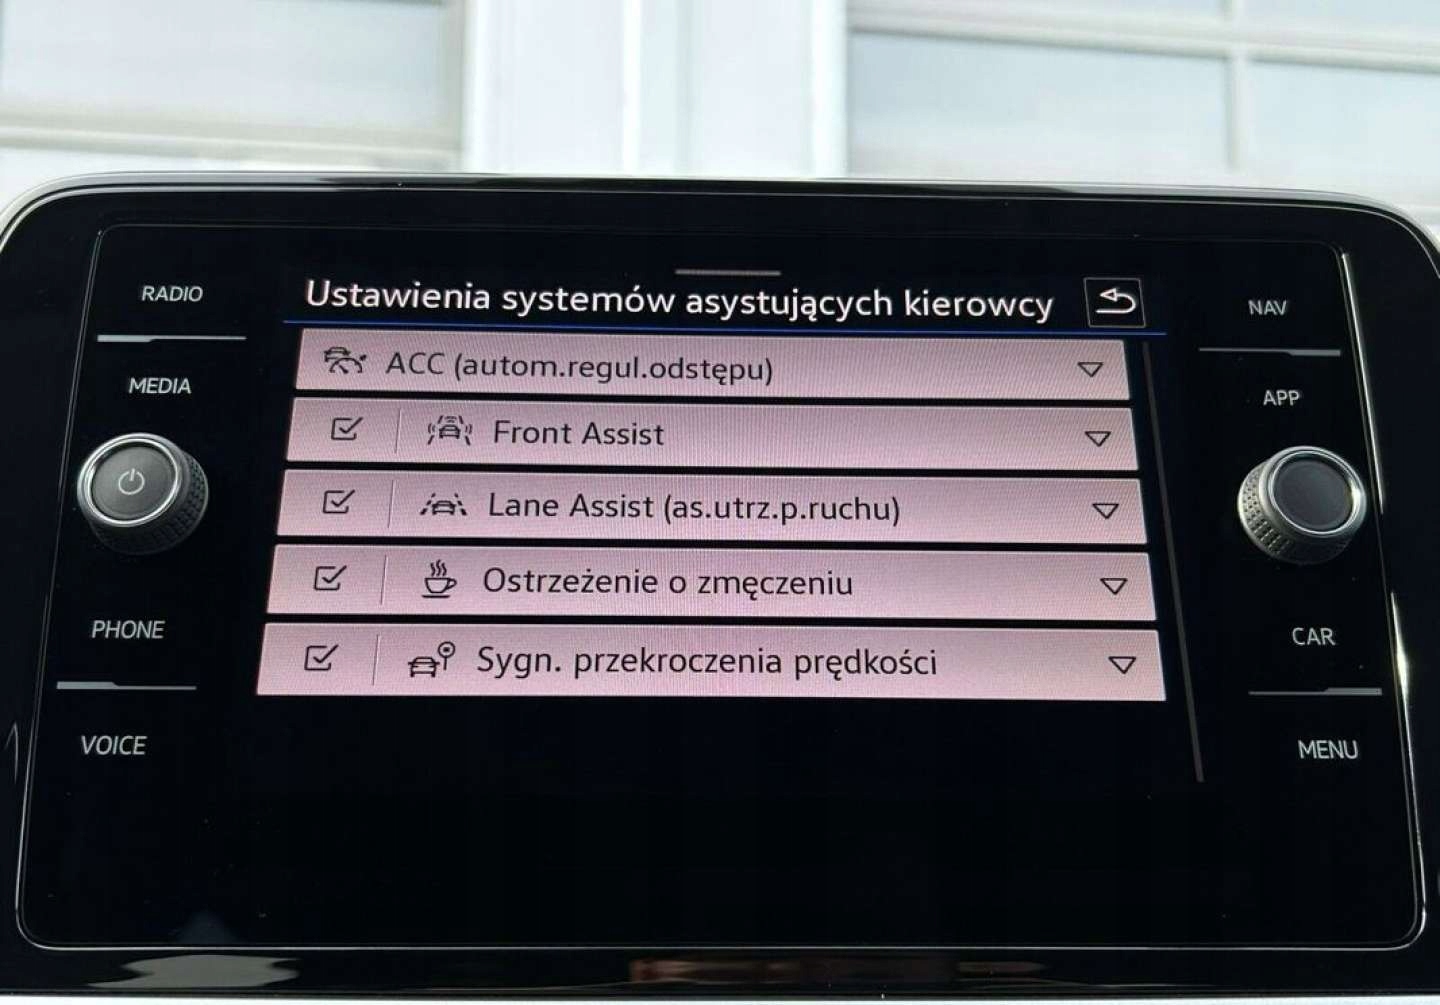 RADIO
MEDIA
PHONE
VOICE
Ustawienia systemów asystujących kierowcy
ACC (autom.regul.odstępu)
Front Assist
Lane Assist (as.utrz.p.ruchu)
Ostrzeżenie o zmęczeniu
Sygn. przekroczenia prędkości
NAV
APP
CAR
MENU